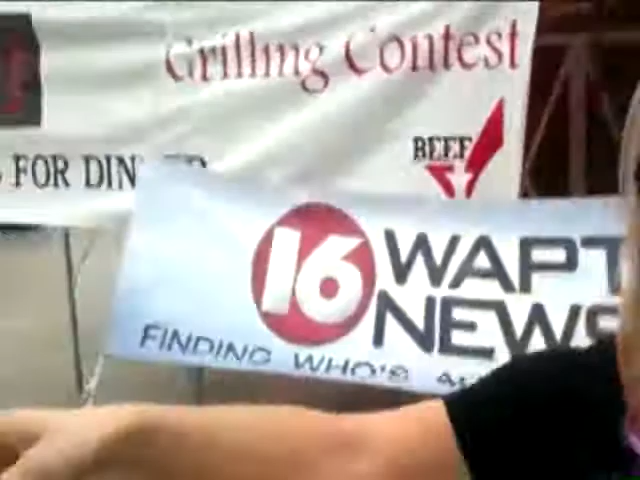 Grilling Contest
BEEF
FOR DIN
16 WAPT
NEWS
FINDING WHO'S